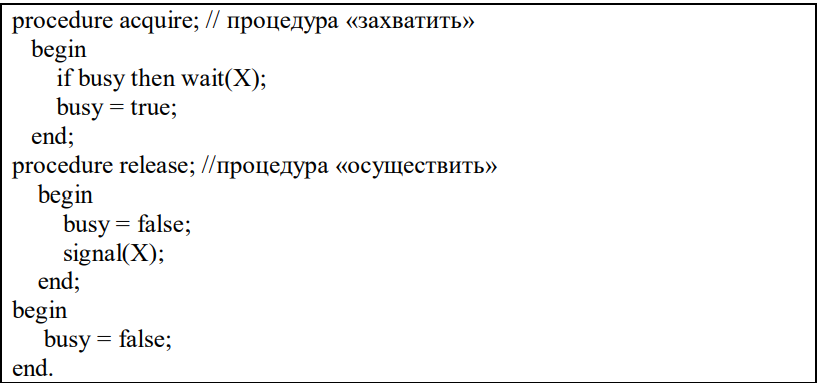 procedure acquire; // процедура «захватить»
begin
if busy then wait(X);
busy = true;
end;
procedure release; //процедура «осуществить»
begin
busy = false;
signal(X);
end;
begin
busy = false;
end.